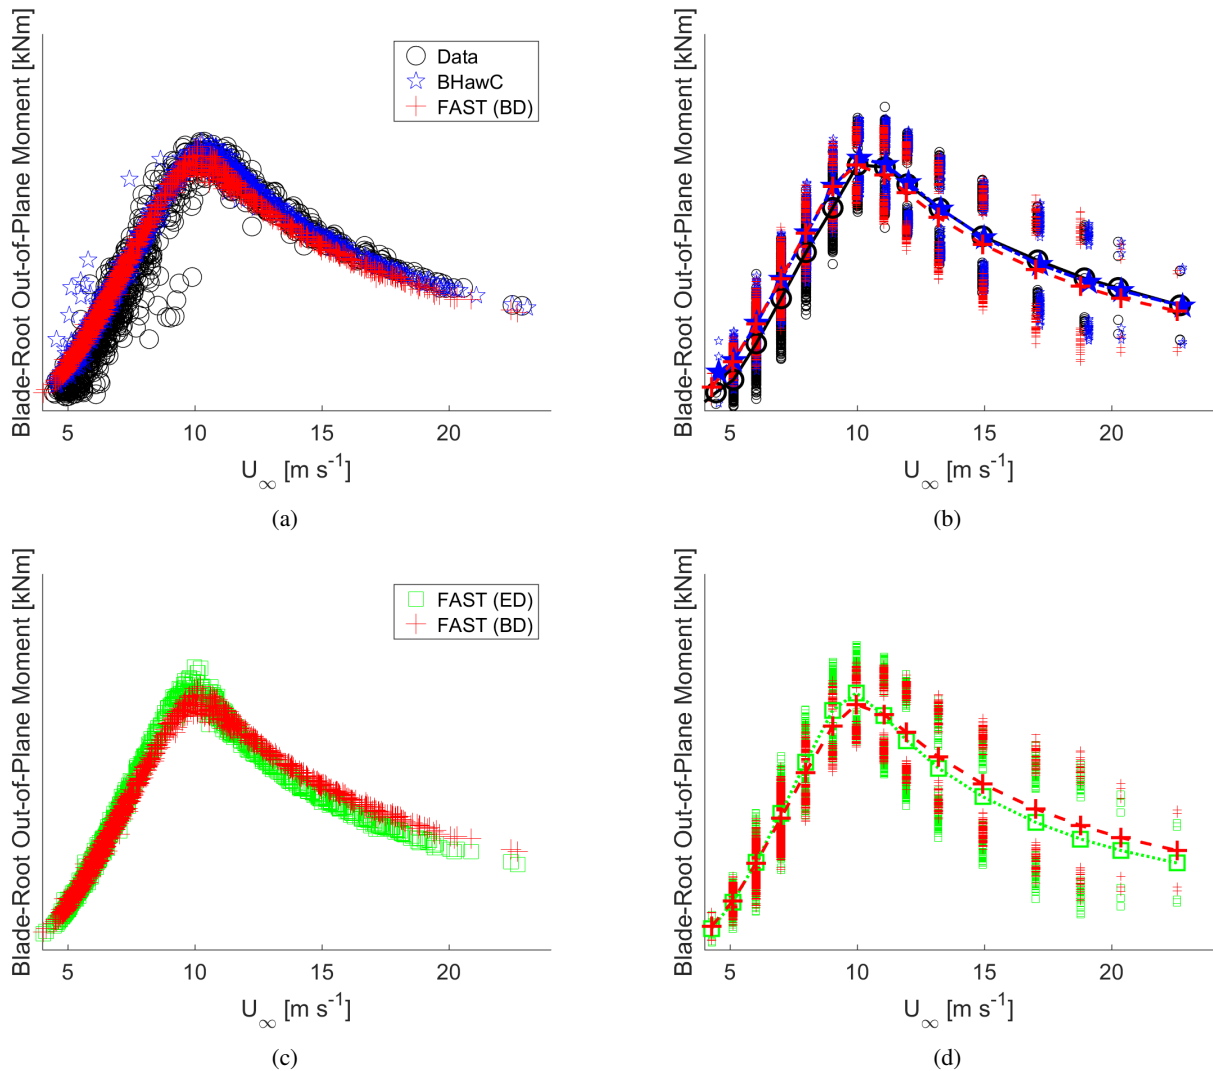 Blade-Root Out-of-Plane Moment [kNm]
Data
BHawC
FAST (BD)
5 10 15 20
U∞ [m s-1]
(a)
Blade-Root Out-of-Plane Moment [kNm]
5 10 15 20
U∞ [m s-1]
(b)
Blade-Root Out-of-Plane Moment [kNm]
FAST (ED)
FAST (BD)
5 10 15 20
U∞ [m s-1]
(c)
Blade-Root Out-of-Plane Moment [kNm]
5 10 15 20
U∞ [m s-1]
(d)